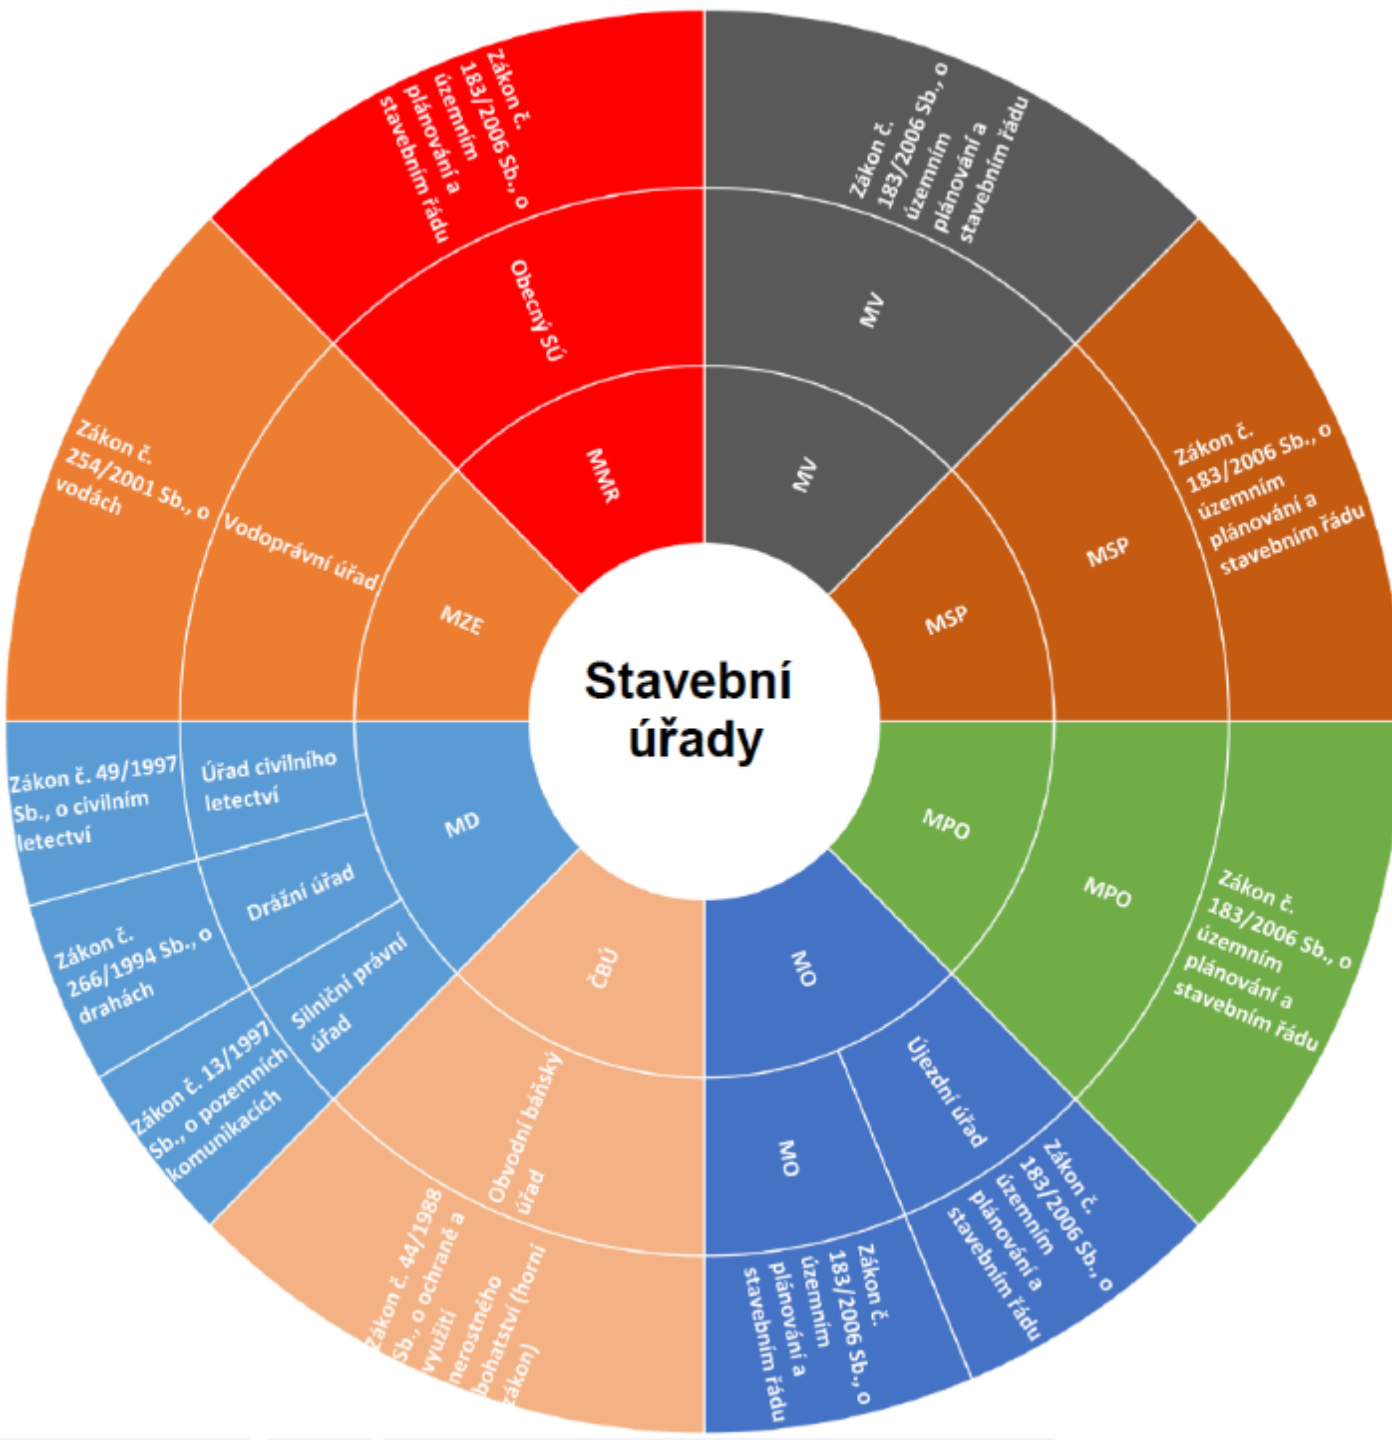 Stavební
úřady
MV
MV
Zákon č.
183/2006 Sb., o
územním
plánování a
stavebním řádu
MSP
MSP
Zákon č.
183/2006 Sb., o
územním
plánování a
stavebním řádu
MPO
MPO
Zákon č.
183/2006 Sb., o
územním
plánování a
stavebním řádu
MO
Újezdní úřad
Zákon č.
183/2006 Sb., o
územním
plánování a
stavebním řádu
MO
Zákon č.
183/2006 Sb., o
územním
plánování a
stavebním řádu
ČBÚ
Obvodní báňský
úřad
Zákon č. 44/1988
Sb., o ochraně a
využití
nerostného
bohatství (horní
zákon)
MD
Silniční právní
úřad
Zákon č. 13/1997
Sb., o pozemních
komunikacích
Drážní úřad
Zákon č.
266/1994 Sb., o
drahách
Úřad civilního
letectví
Zákon č. 49/1997
Sb., o civilním
letectví
MZE
Vodoprávní úřad
Zákon č.
254/2001 Sb., o
vodách
MMR
Obecný SÚ
Zákon č.
183/2006 Sb., o
územním
plánování a
stavebním řádu